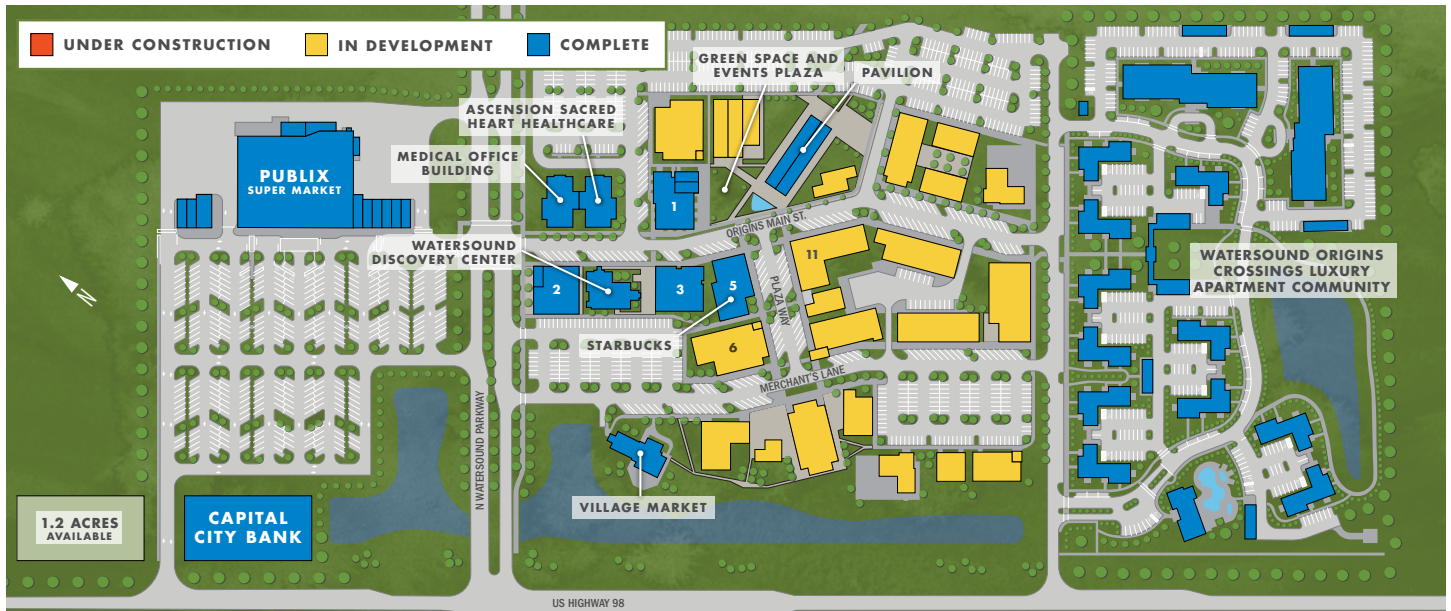 UNDER CONSTRUCTION
IN DEVELOPMENT
COMPLETE
GREEN SPACE AND
EVENTS PLAZA
PAVILION
ASCENSION SACRED
HEART HEALTHCARE
MEDICAL OFFICE
BUILDING
PUBLIX
SUPER MARKET
1
ORIGINS MAIN ST.
WATERSOUND
DISCOVERY CENTER
11
WATERSOUND ORIGINS
CROSSINGS LUXURY
APARTMENT COMMUNITY
N
2
3
5
PLAZA WAY
STARBUCKS
6
MERCHANT'S LANE
N WATERSOUND PARKWAY
VILLAGE MARKET
1.2 ACRES
AVAILABLE
CAPITAL
CITY BANK
US HIGHWAY 98